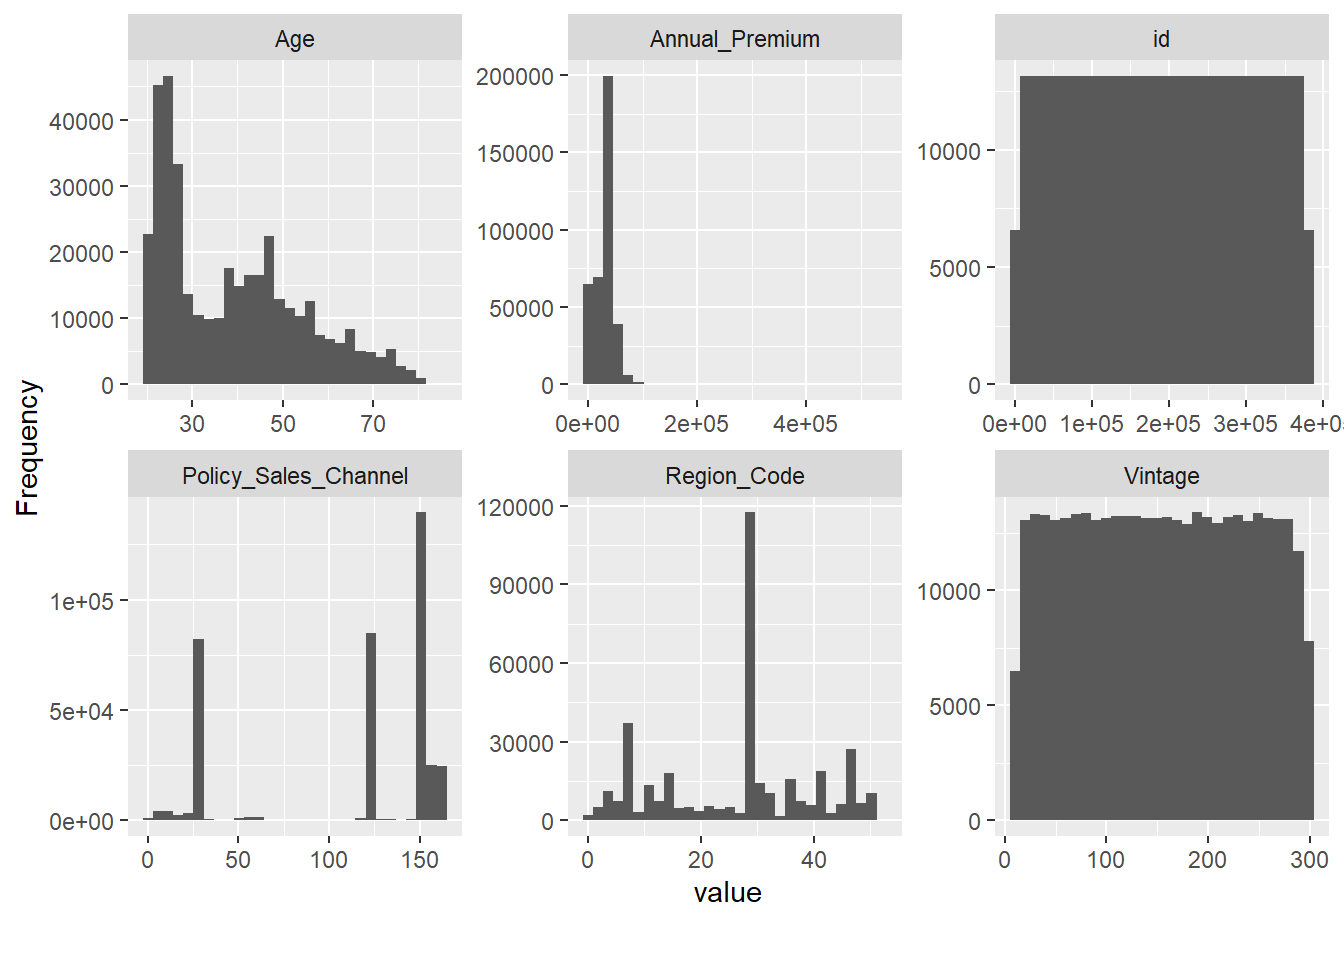 Age
Annual_Premium
id
40000
30000
20000
10000
0
30
50
70
200000
150000
100000
50000
0
0e+00
2e+05
4e+05
10000
5000
0
0e+00
1e+05
2e+05
3e+05
Policy_Sales_Channel
Region_Code
Vintage
1e+05
5e+04
0e+00
0
50
100
150
120000
90000
60000
30000
0
0
20
40
10000
5000
0
0
100
200
300
Frequency
value